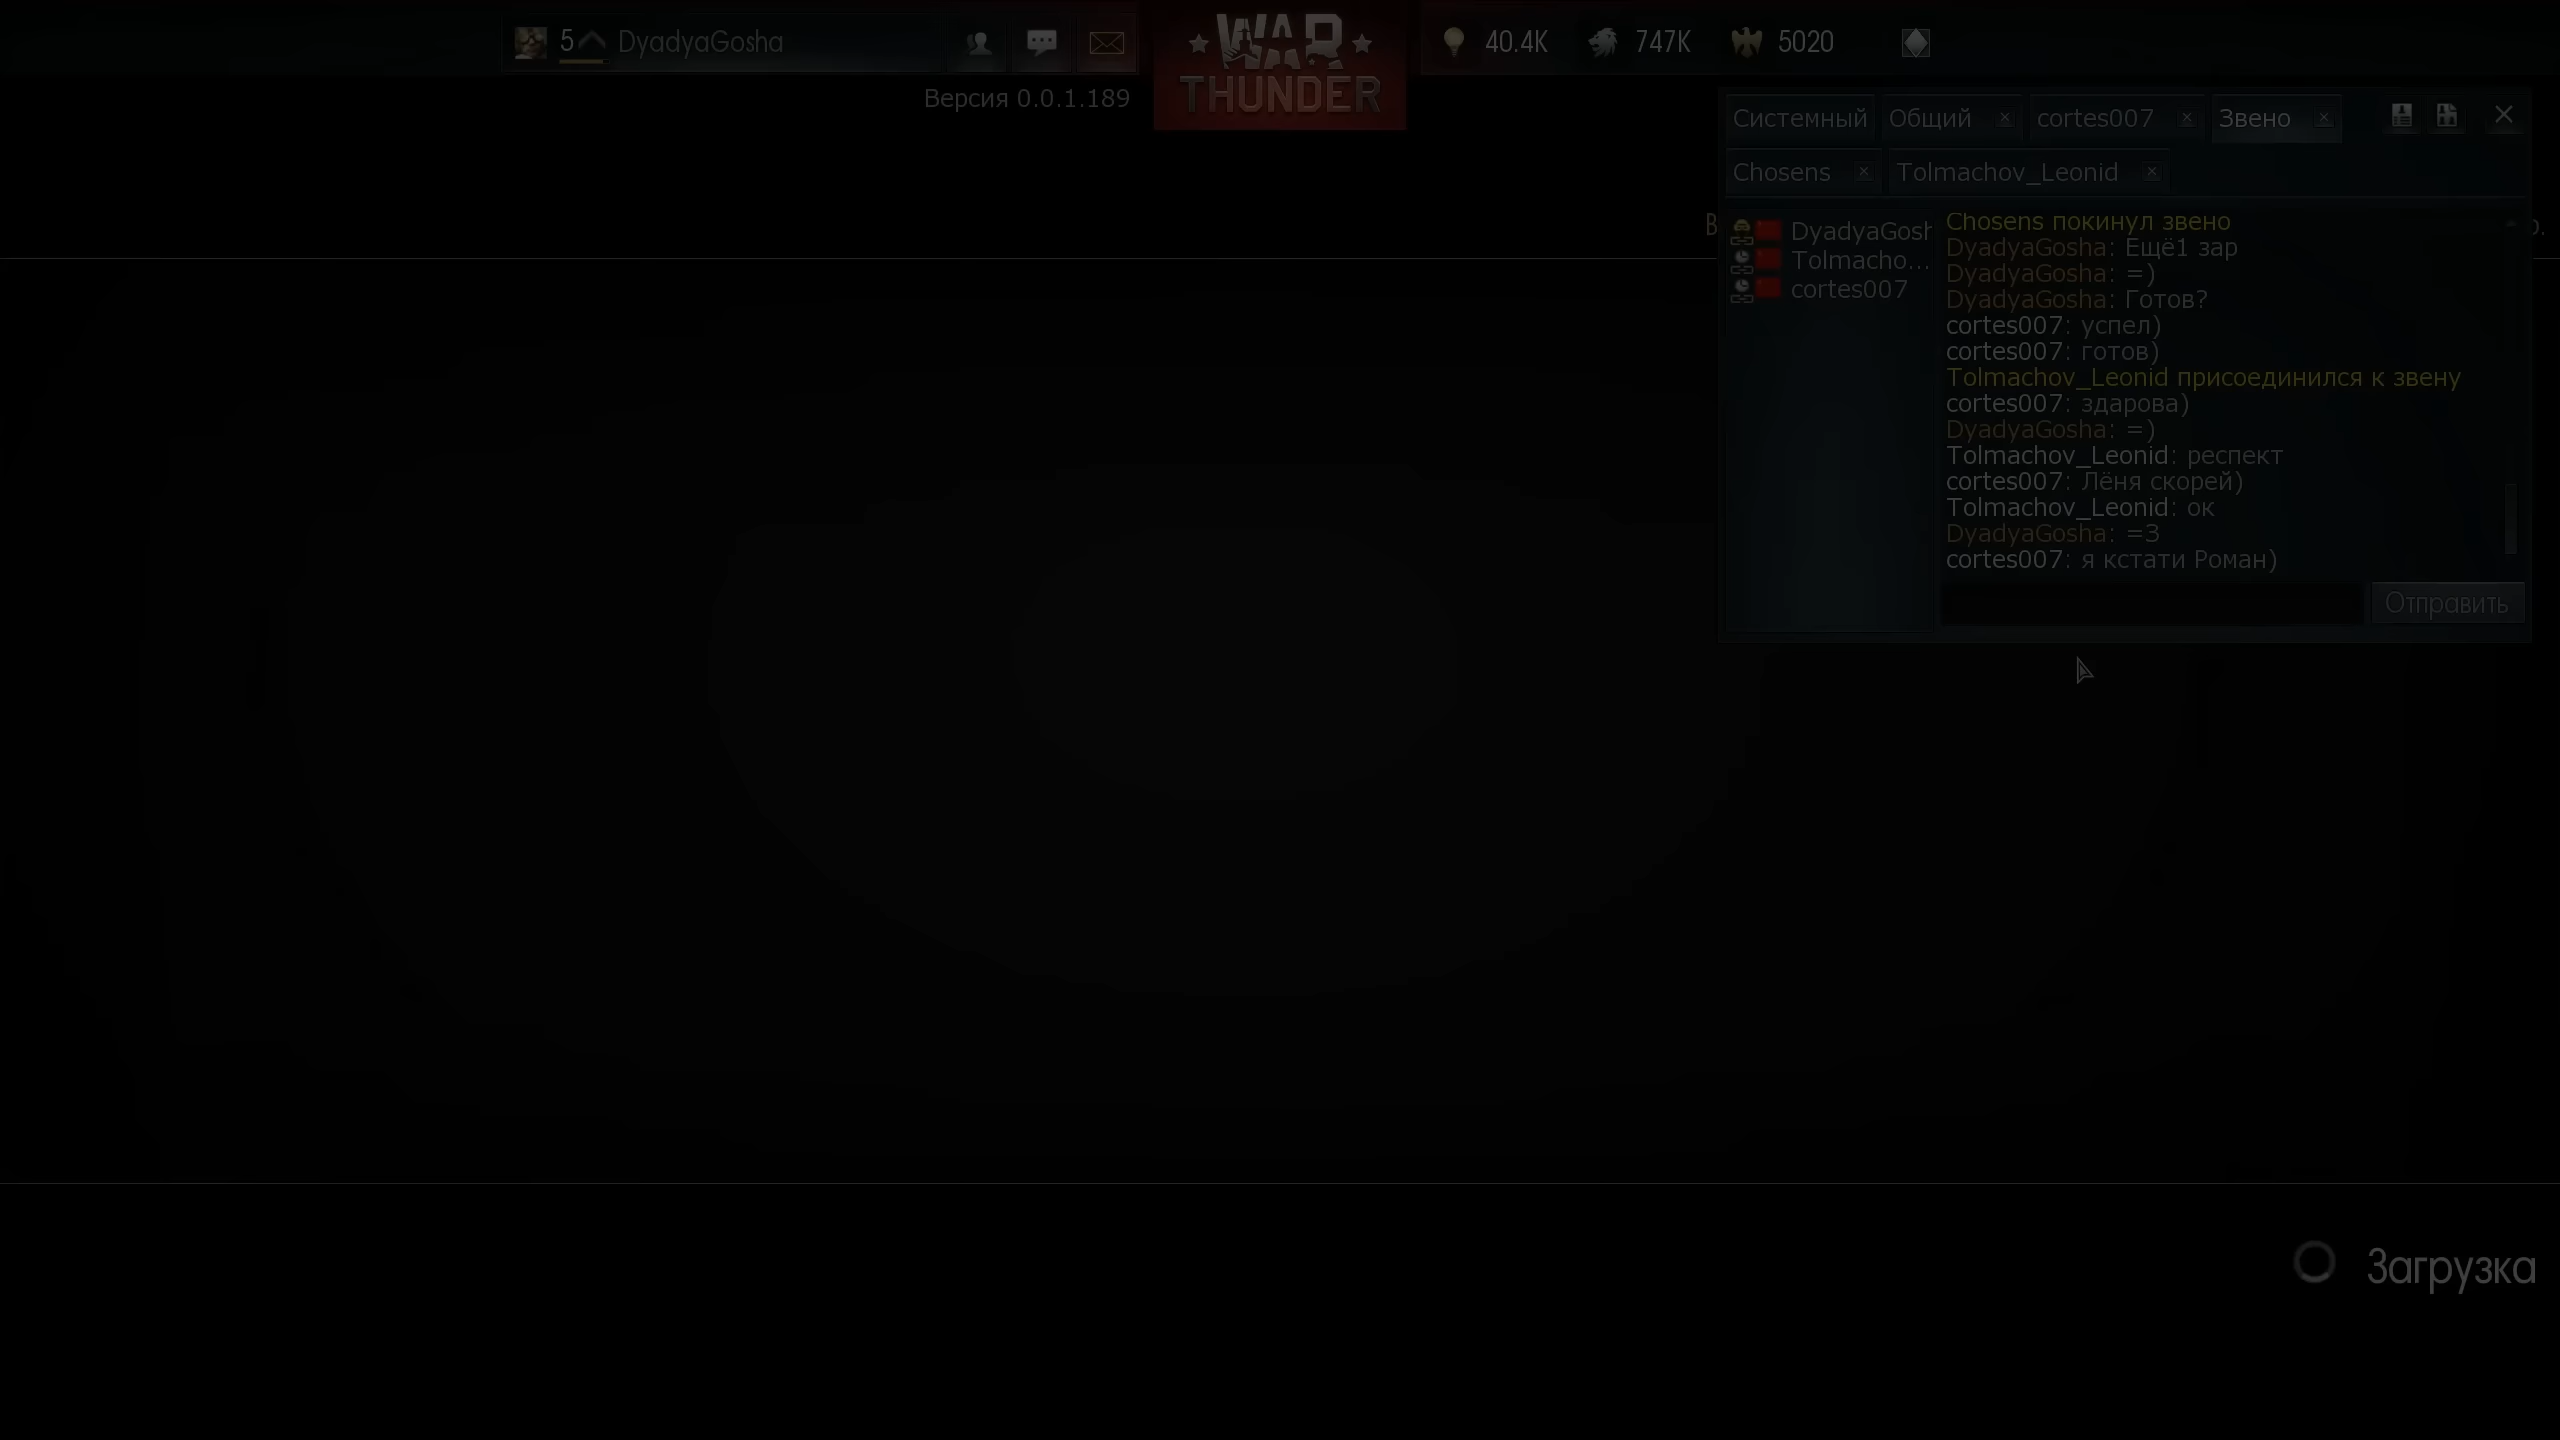 5 DyadyaGosha
WAR THUNDER
40.4K 747K 5020
Версия 0.0.1.189
Системный Общий cortes007 Звено
Chosens Tolmachov_Leonid
DyadyaGosh
Tolmacho...
cortes007
Chosens покинул звено
DyadyaGosha: Ещё1 зар
DyadyaGosha: =)
DyadyaGosha: Готов?
cortes007: успел)
cortes007: готов)
Tolmachov_Leonid присоединился к звену
cortes007: здарова)
DyadyaGosha: =)
Tolmachov_Leonid: респект
cortes007: Лёня скорей)
Tolmachov_Leonid: ок
DyadyaGosha: =3
cortes007: я кстати Роман)
Отправить
Загрузка